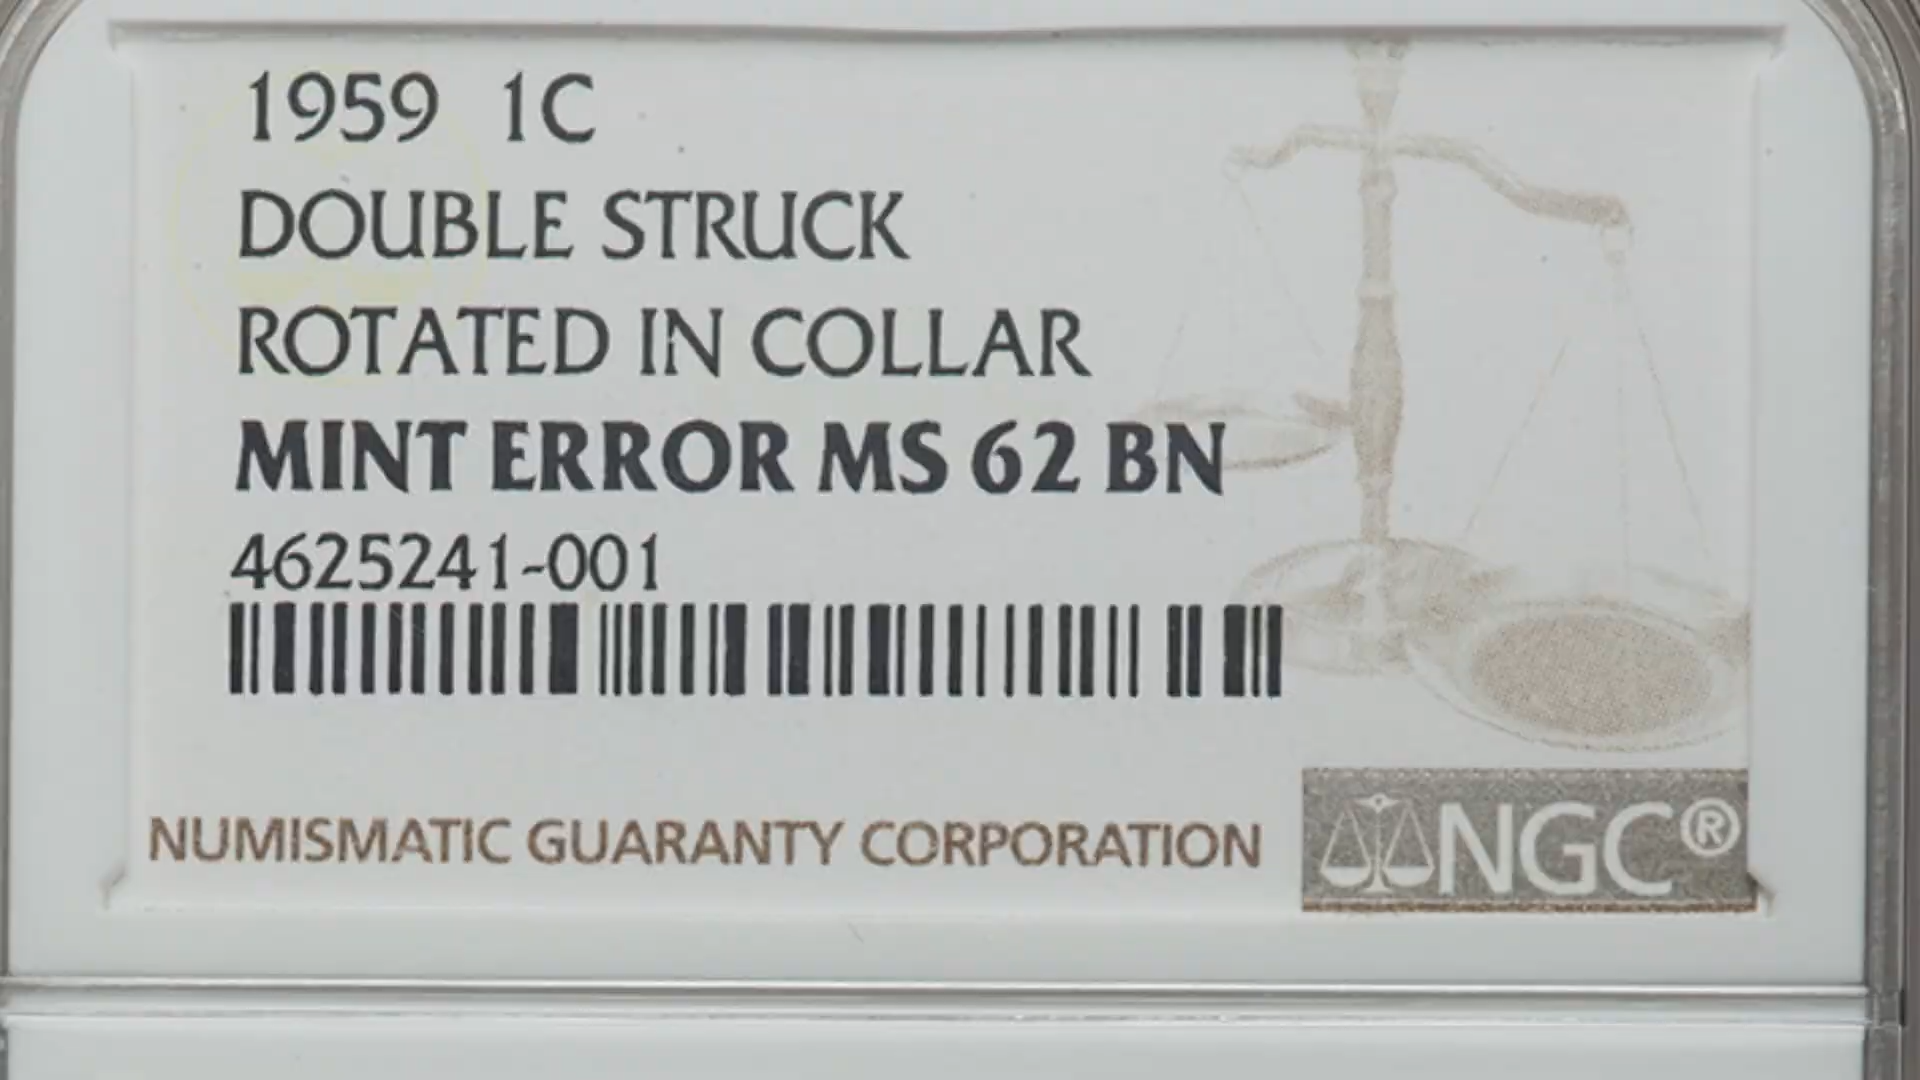 1959 1C
DOUBLE STRUCK
ROTATED IN COLLAR
MINT ERROR MS 62 BN
4625241-001
NUMISMATIC GUARANTY CORPORATION
NGC®